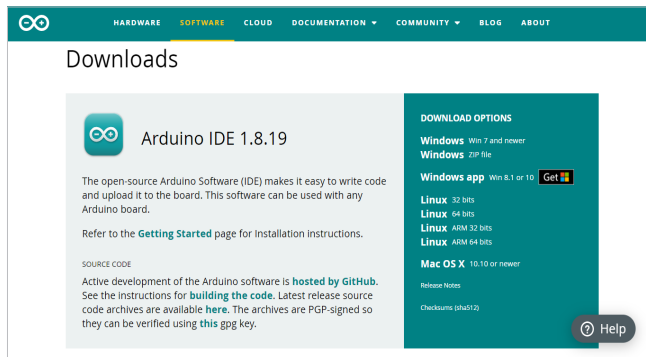 HARDWARE SOFTWARE CLOUD DOCUMENTATION COMMUNITY BLOG ABOUT
Downloads
Arduino IDE 1.8.19
The open-source Arduino Software (IDE) makes it easy to write code
and upload it to the board. This software can be used with any
Arduino board.
Refer to the Getting Started page for Installation instructions.
SOURCE CODE
Active development of the Arduino software is hosted by GitHub.
See the instructions for building the code. Latest release source
code archives are available here. The archives are PGP-signed so
they can be verified using this gpg key.
DOWNLOAD OPTIONS
Windows Win 7 and newer
Windows ZIP file
Windows app Win 8.1 or 10 Get
Linux 32 bits
Linux 64 bits
Linux ARM 32 bits
Linux ARM 64 bits
Mac OS X 10.10 or newer
Release Notes
Checksums (sha512)
Help